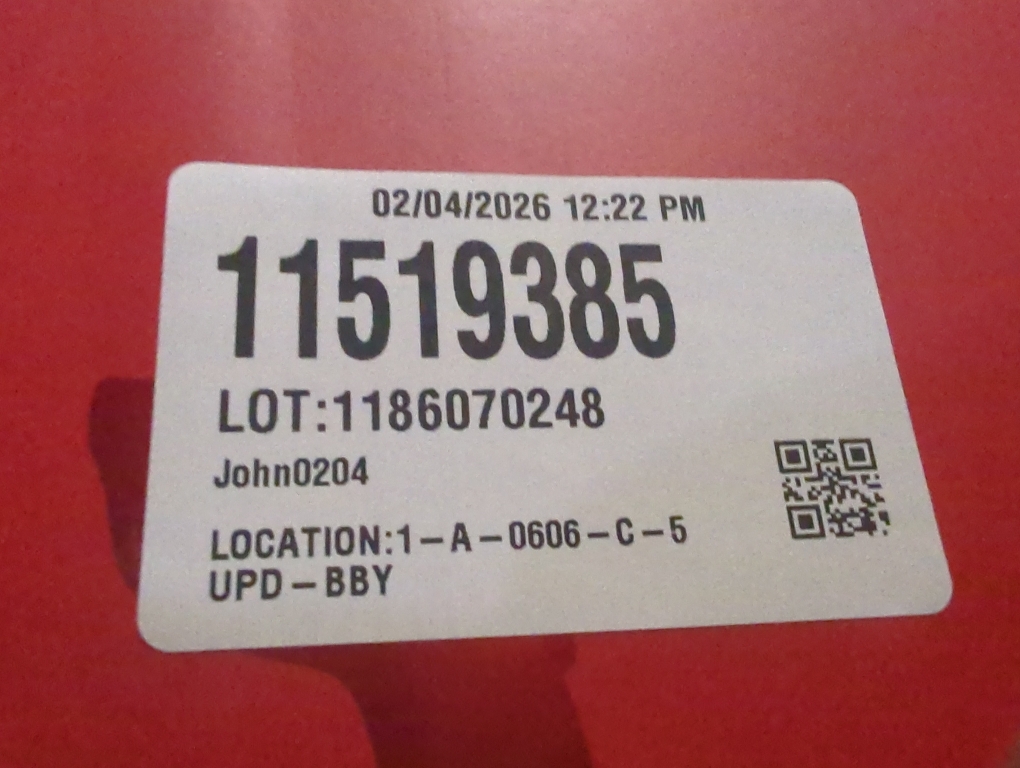 02/04/2026 12:22 PM
11519385
LOT:1186070248
John0204
LOCATION:1-A-0606-C-5
UPD-BBY